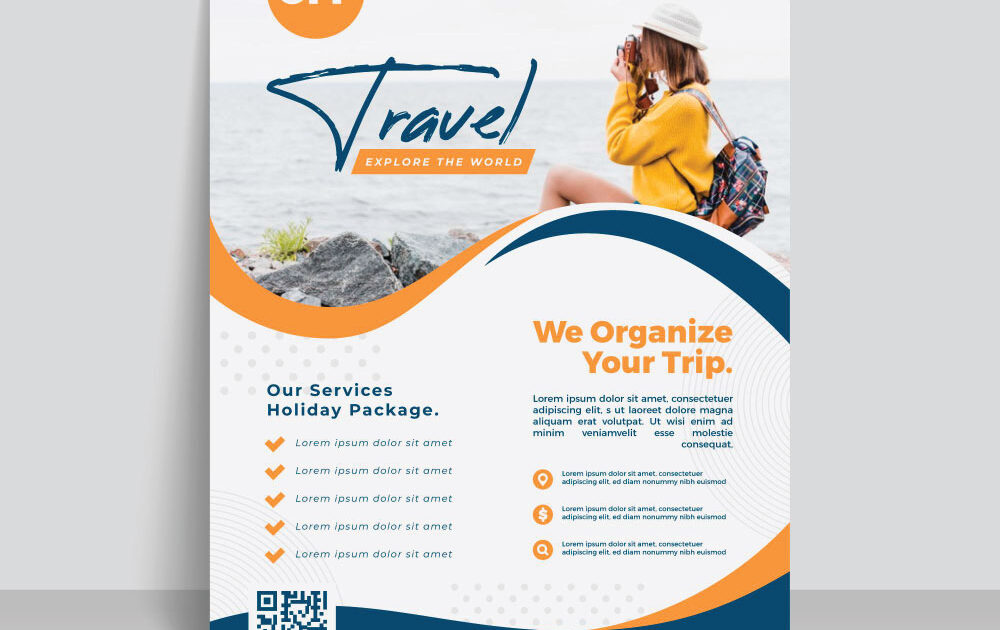 Travel
EXPLORE THE WORLD
We Organize
Your Trip.
Lorem ipsum dolor sit amet, consectetuer
adipiscing elit, s ut laoreet dolore magna
aliquam erat volutpat. Ut wisi enim ad
minim veniamvelit esse molestie
consequat.
Our Services
Holiday Package.
Lorem ipsum dolor sit amet
Lorem ipsum dolor sit amet
Lorem ipsum dolor sit amet
Lorem ipsum dolor sit amet
Lorem ipsum dolor sit amet
Lorem ipsum dolor sit amet, consectetuer
adipiscing elit, ed diam nonummy nibh euismod
$
Lorem ipsum dolor sit amet, consectetuer
adipiscing elit, ed diam nonummy nibh euismod
Lorem ipsum dolor sit amet, consectetuer
adipiscing elit, ed diam nonummy nibh euismod